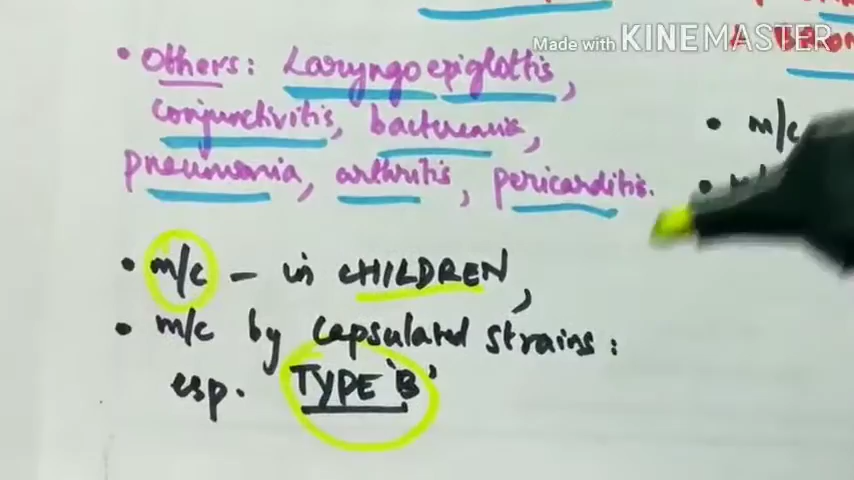 Made with KINEMASTER
• Others: Laryngoepiglottis,
conjunctivitis, bacteremia,
pneumonia, arthritis, pericarditis.
• m/c
• m/c - in CHILDREN,
• m/c by capsulated strains:
esp. TYPE 'B'